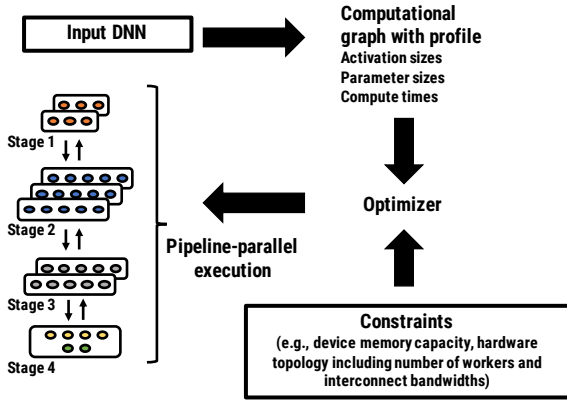 Input DNN
Computational
graph with profile
Activation sizes
Parameter sizes
Compute times
Stage 1
Stage 2
Stage 3
Stage 4
Pipeline-parallel
execution
Optimizer
Constraints
(e.g., device memory capacity, hardware
topology including number of workers and
interconnect bandwidths)